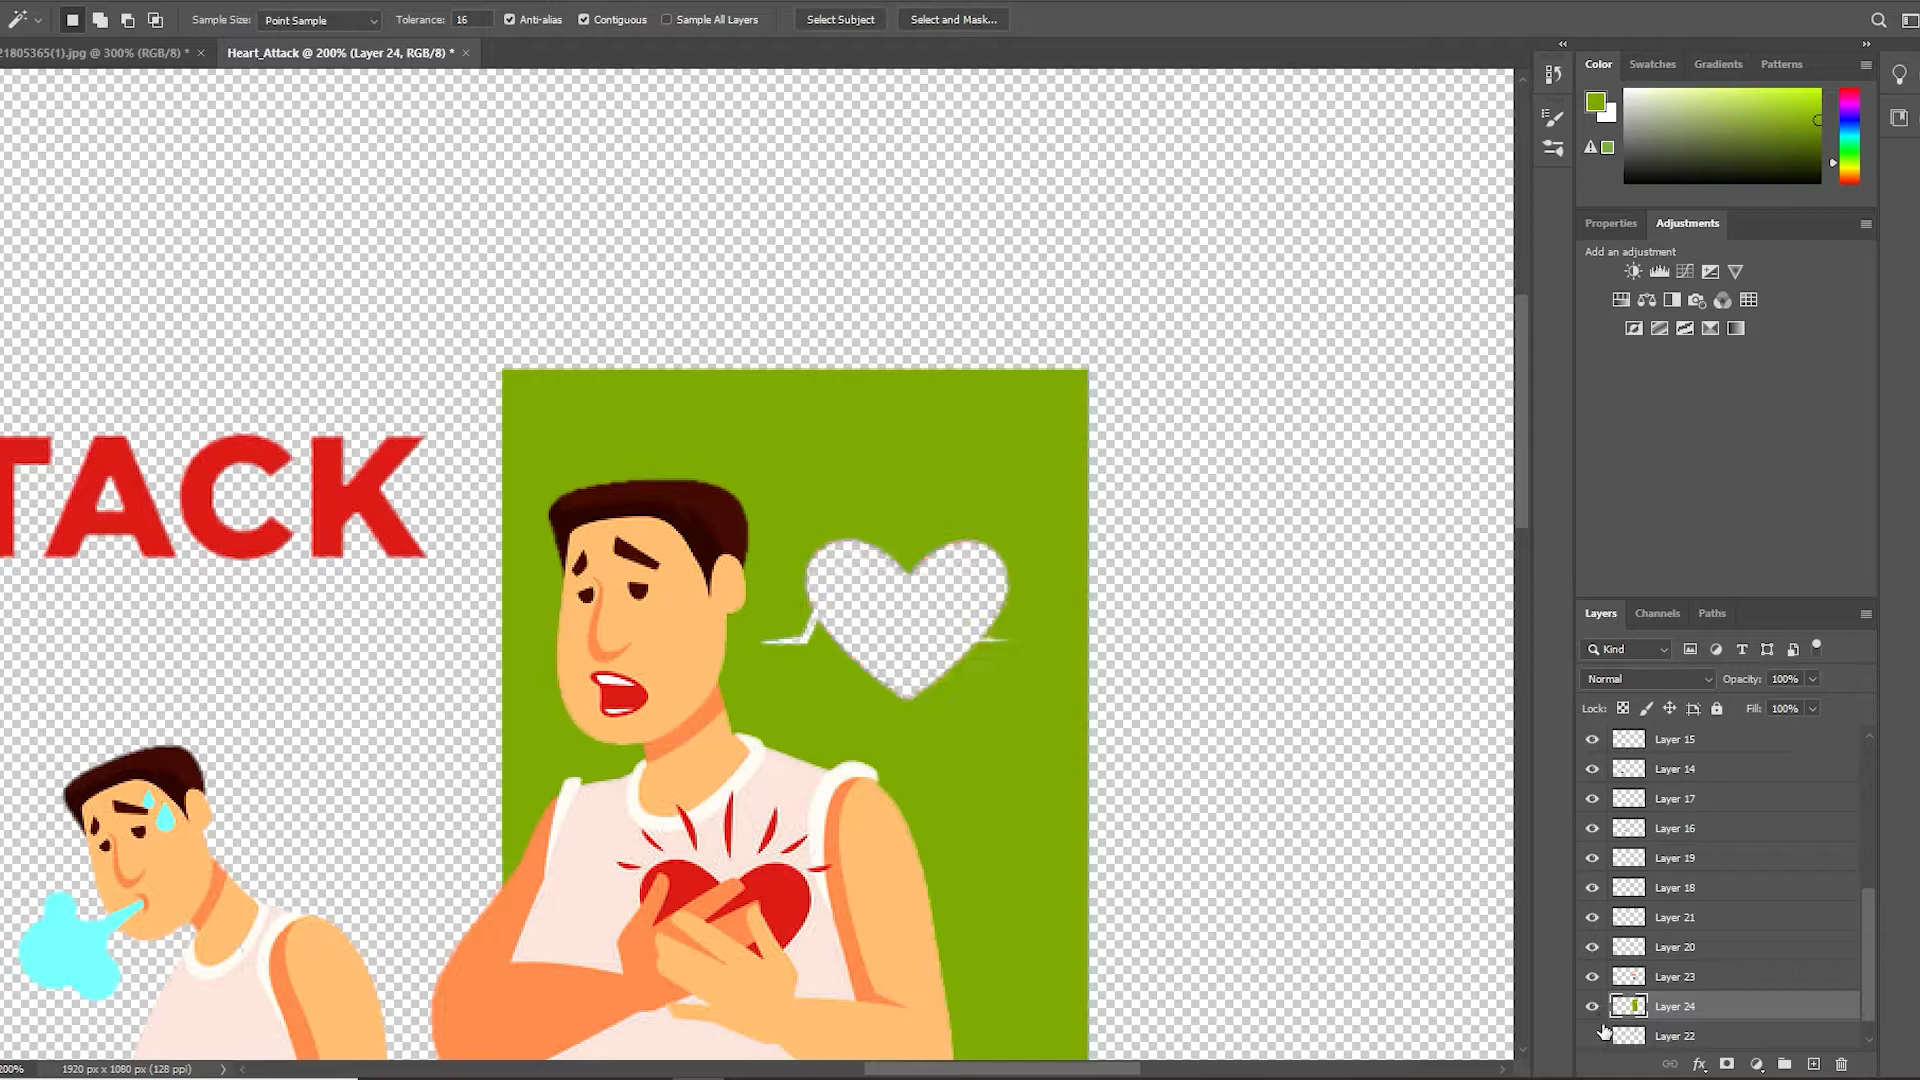 Sample Size: Point Sample Tolerance: 16 Anti-alias Contiguous Sample All Layers Select Subject Select and Mask...
21805365(1).jpg @ 300% (RGB/8) * × Heart_Attack @ 200% (Layer 24, RGB/8) * ×
Color Swatches Gradients Patterns
Properties Adjustments
Add an adjustment
TACK
Layers Channels Paths
Kind
Normal Opacity: 100%
Lock: Fill: 100%
Layer 15
Layer 14
Layer 17
Layer 16
Layer 19
Layer 18
Layer 21
Layer 20
Layer 23
Layer 24
Layer 22
200% 1920 px x 1080 px (128 ppi)
fx